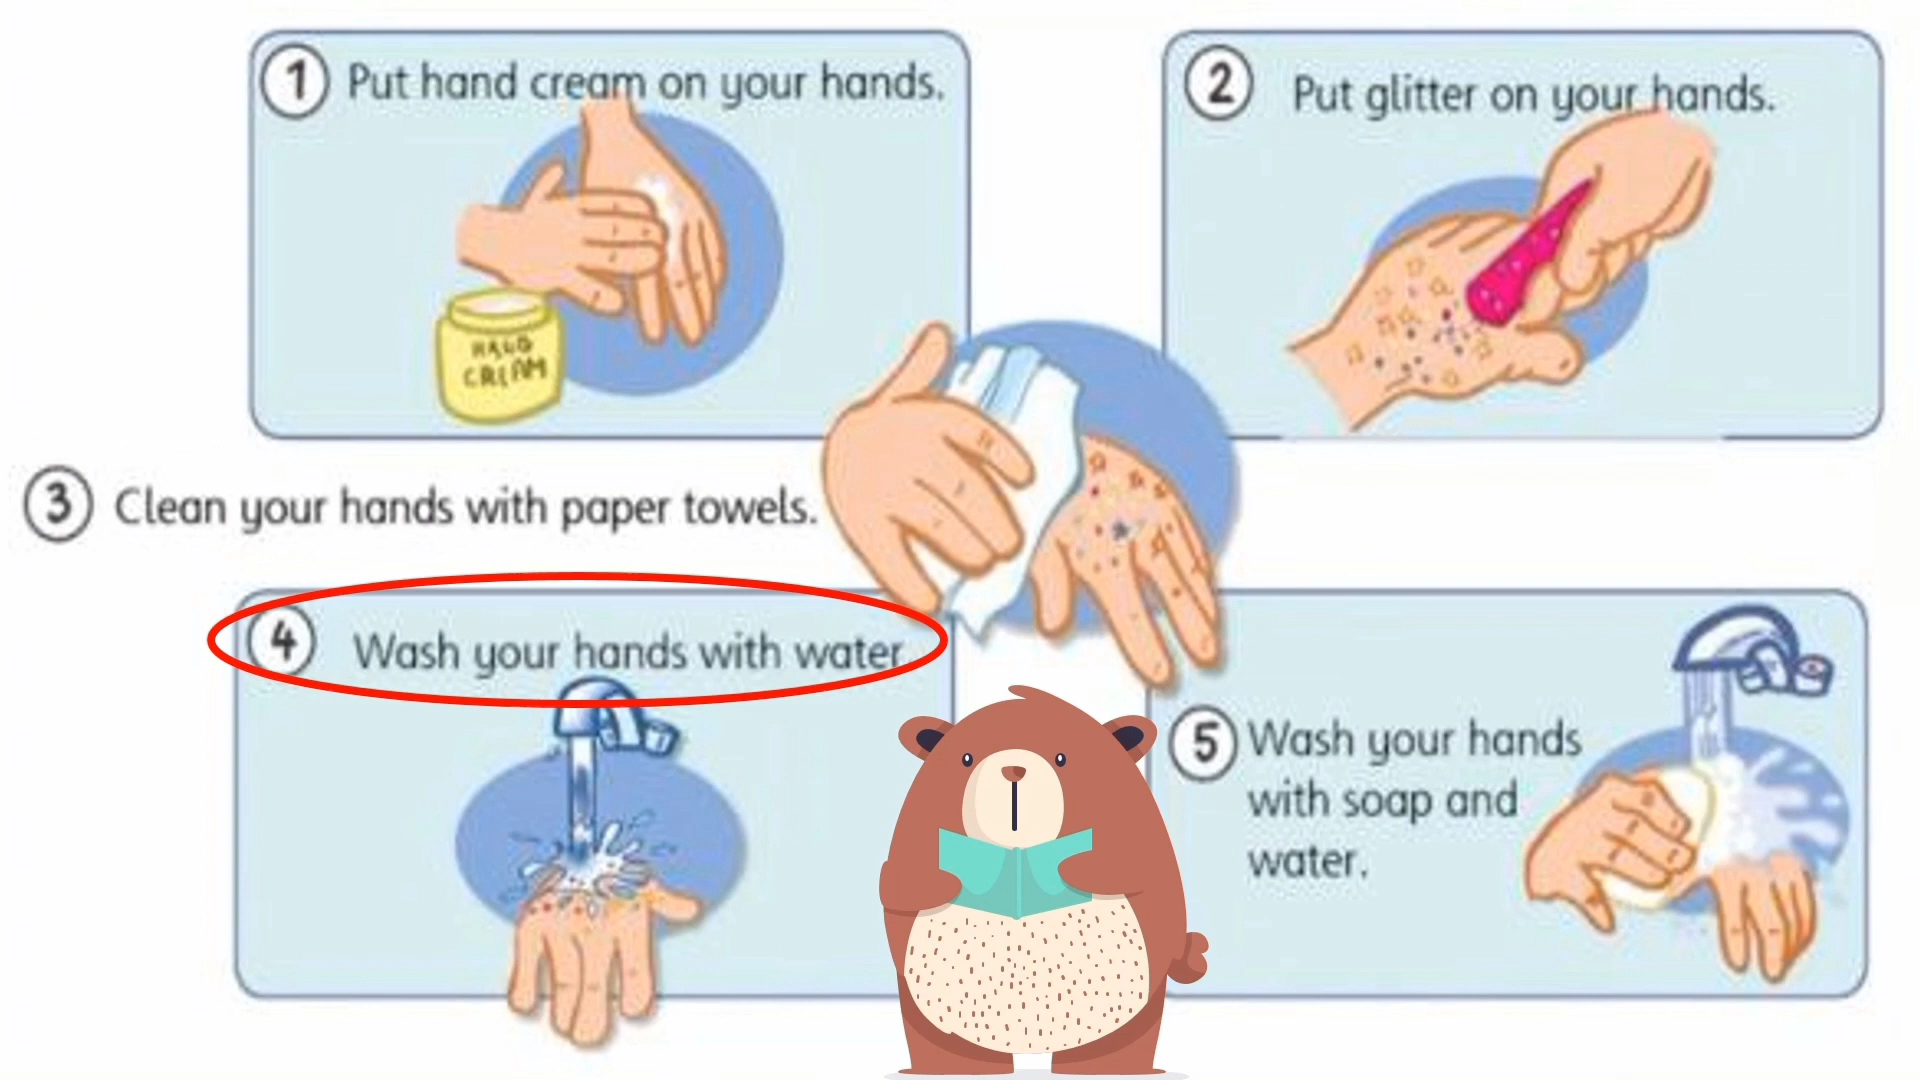 1 Put hand cream on your hands.
HAND
CREAM
2 Put glitter on your hands.
3 Clean your hands with paper towels.
4 Wash your hands with water.
5 Wash your hands
with soap and
water.